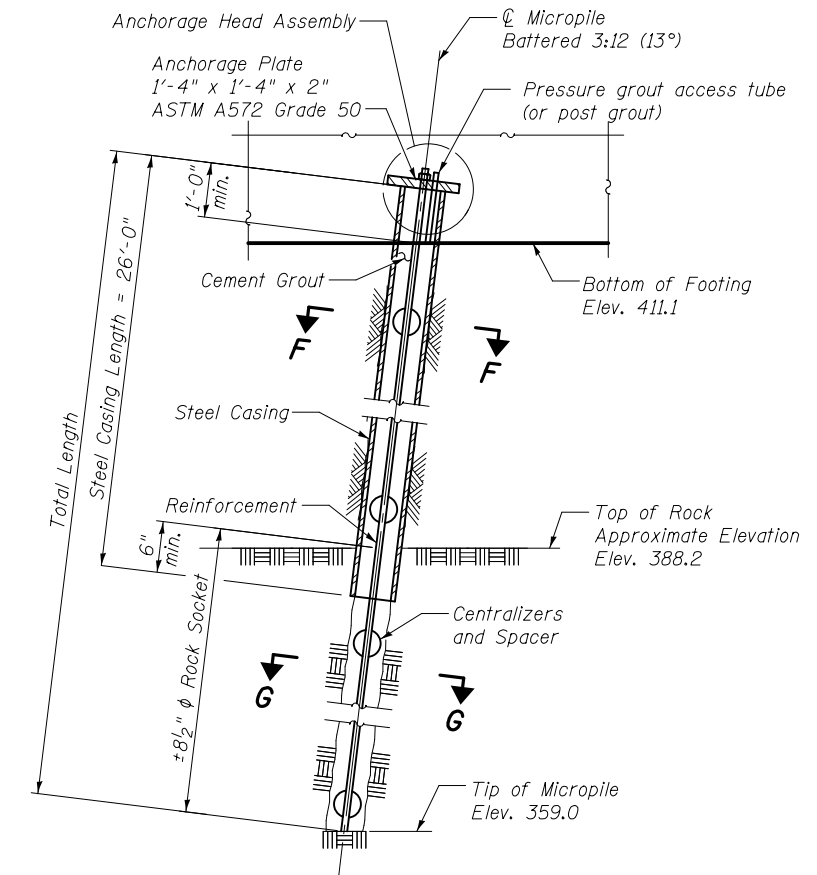 Anchorage Head Assembly
℄ Micropile
Battered 3:12 (13°)
Anchorage Plate
1'-4" x 1'-4" x 2"
ASTM A572 Grade 50
Pressure grout access tube
(or post grout)
1'-0"
min.
Cement Grout
Bottom of Footing
Elev. 411.1
F
F
Steel Casing Length = 26'-0"
Total Length
Steel Casing
Reinforcement
6"
min.
Top of Rock
Approximate Elevation
Elev. 388.2
Centralizers
and Spacer
±8½" ϕ Rock Socket
G
G
Tip of Micropile
Elev. 359.0